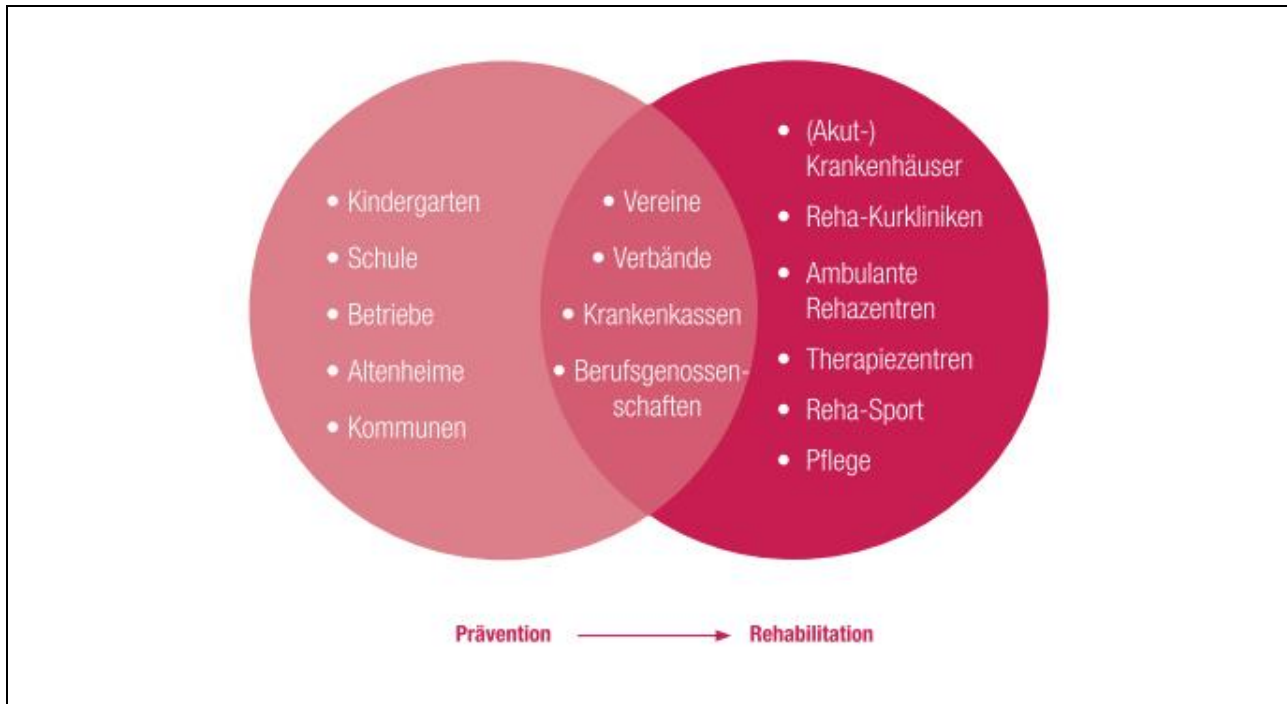 • Kindergarten
• Schule
• Betriebe
• Altenheime
• Kommunen
• Vereine
• Verbände
• Krankenkassen
• Berufsgenossen-
schaften
• (Akut-)
Krankenhäuser
• Reha-Kurkliniken
• Ambulante
Rehazentren
• Therapiezentren
• Reha-Sport
• Pflege
Prävention → Rehabilitation